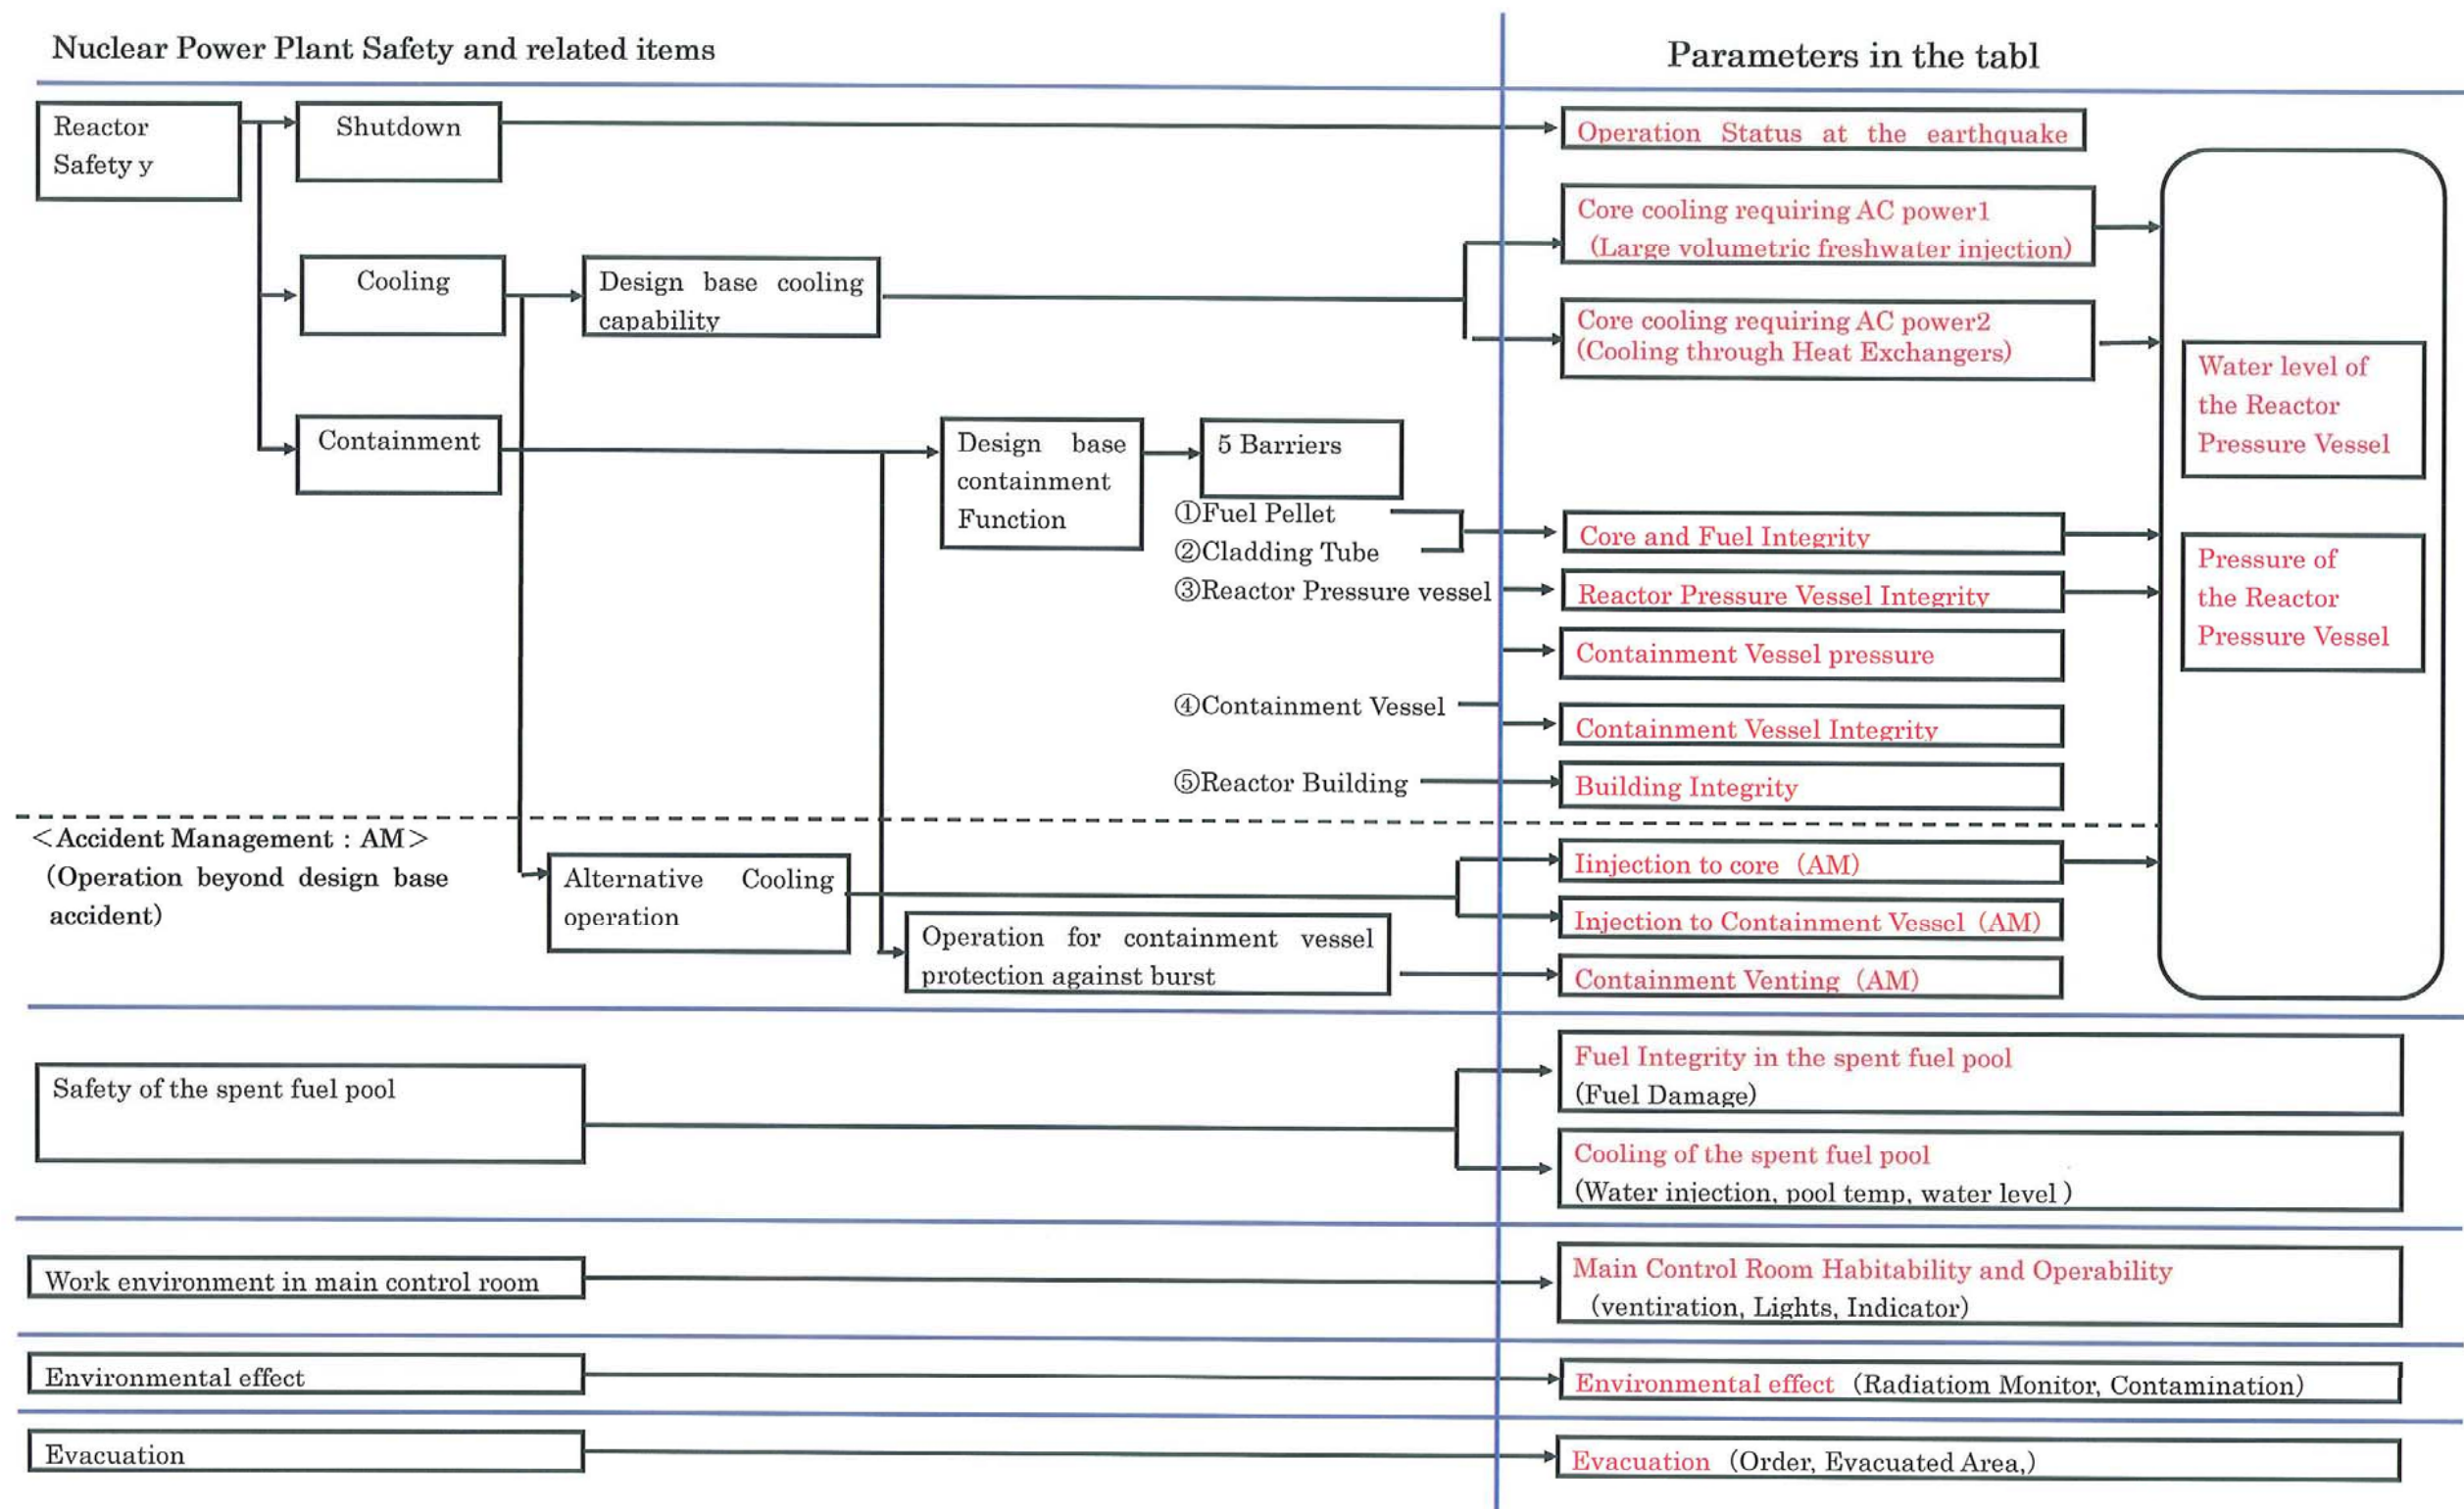 Nuclear Power Plant Safety and related items
Parameters in the tabl
Reactor
Safety y
Shutdown
Operation Status at the earthquake
Cooling
Design base cooling
capability
Core cooling requiring AC power1
(Large volumetric freshwater injection)
Core cooling requiring AC power2
(Cooling through Heat Exchangers)
Water level of
the Reactor
Pressure Vessel
Containment
Design base
containment
Function
5 Barriers
①Fuel Pellet
②Cladding Tube
③Reactor Pressure vessel
④Containment Vessel
⑤Reactor Building
Core and Fuel Integrity
Reactor Pressure Vessel Integrity
Containment Vessel pressure
Containment Vessel Integrity
Building Integrity
Pressure of
the Reactor
Pressure Vessel
<Accident Management : AM>
(Operation beyond design base
accident)
Alternative Cooling
operation
Operation for containment vessel
protection against burst
Iinjection to core (AM)
Injection to Containment Vessel (AM)
Containment Venting (AM)
Safety of the spent fuel pool
Fuel Integrity in the spent fuel pool
(Fuel Damage)
Cooling of the spent fuel pool
(Water injection, pool temp, water level )
Work environment in main control room
Main Control Room Habitability and Operability
(ventiration, Lights, Indicator)
Environmental effect
Environmental effect (Radiatiom Monitor, Contamination)
Evacuation
Evacuation (Order, Evacuated Area,)